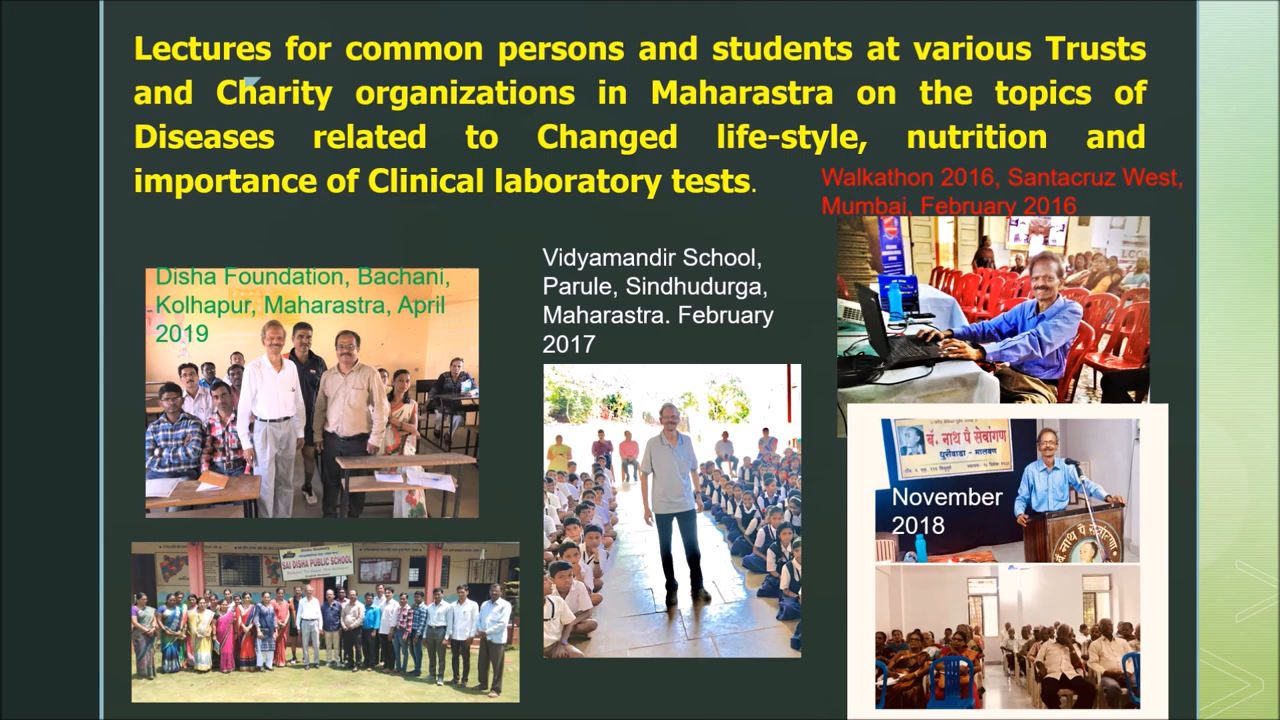 Lectures for common persons and students at various Trusts
and Charity organizations in Maharastra on the topics of
Diseases related to Changed life-style, nutrition and
importance of Clinical laboratory tests.
Walkathon 2016, Santacruz West,
Mumbai, February 2016
Disha Foundation, Bachani,
Kolhapur, Maharastra, April
2019
Vidyamandir School,
Parule, Sindhudurga,
Maharastra. February
2017
SAI DISHA PUBLIC SCHOOL
बॅ. नाथ पै सेवांगण
धुरीवाडा - मालवण
November
2018